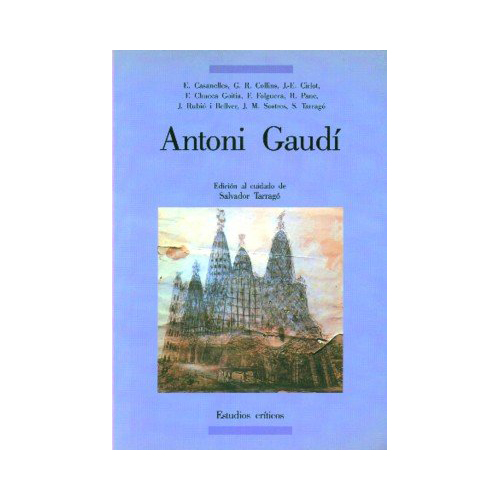 E. Casanelles, G. R. Collins, J.-E. Cirlot,
F. Chueca Goitia, F. Folguera, R. Pane,
J. Rubió i Bellver, J. M. Sostres, S. Tarragó
Antoni Gaudí
Edición al cuidado de
Salvador Tarragó
Estudios críticos